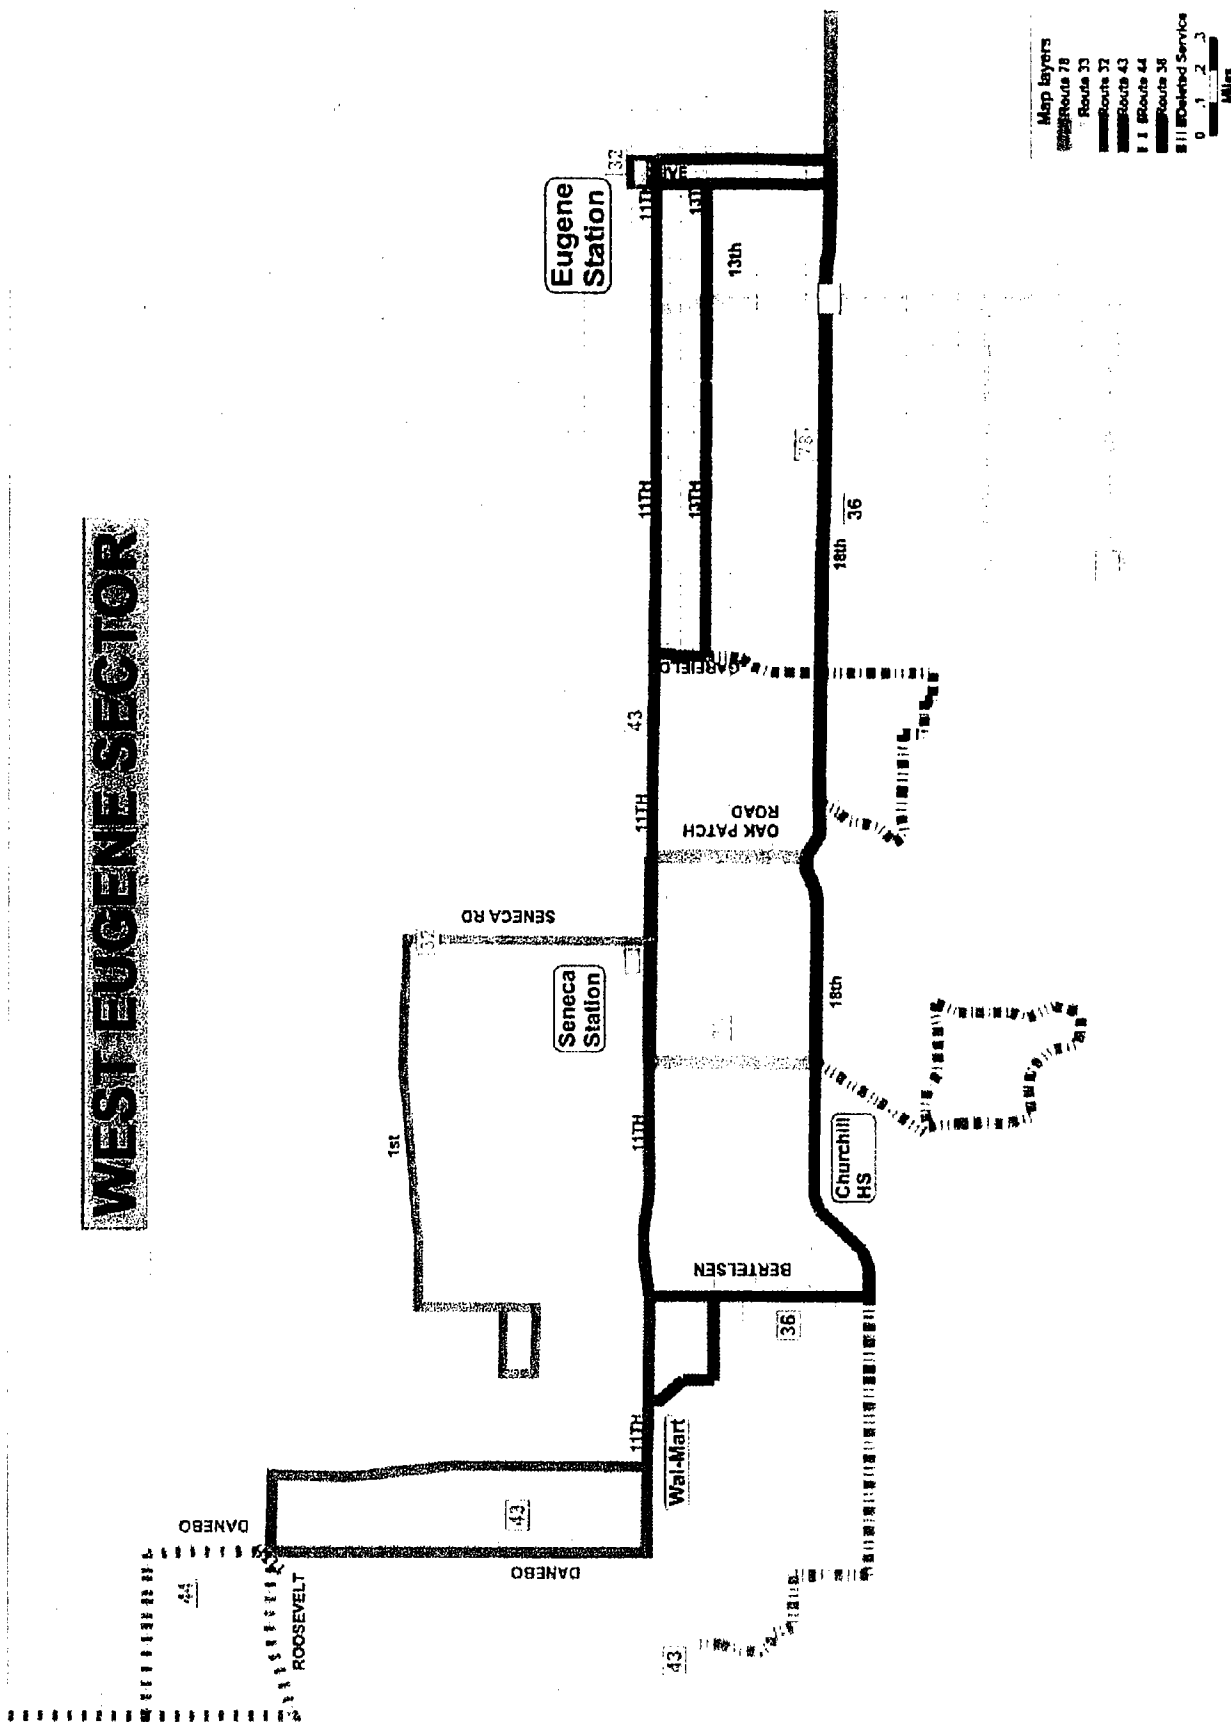 WEST EUGENE SECTOR
Map layers
Route 78
Route 33
Route 32
Route 43
Route 44
Route 36
Deleted Service
0 .1 .2 .3
Miles
32
Eugene
Station
11TH
13TH
13th
78
36
18th
11TH
13TH
GARFIELD
43
11TH
OAK PATCH
ROAD
SENECA RD
32
Seneca
Station
18th
1st
11TH
Churchill
HS
BERTELSEN
36
11TH
Wal-Mart
43
DANEBO
DANEBO
44
ROOSEVELT
43